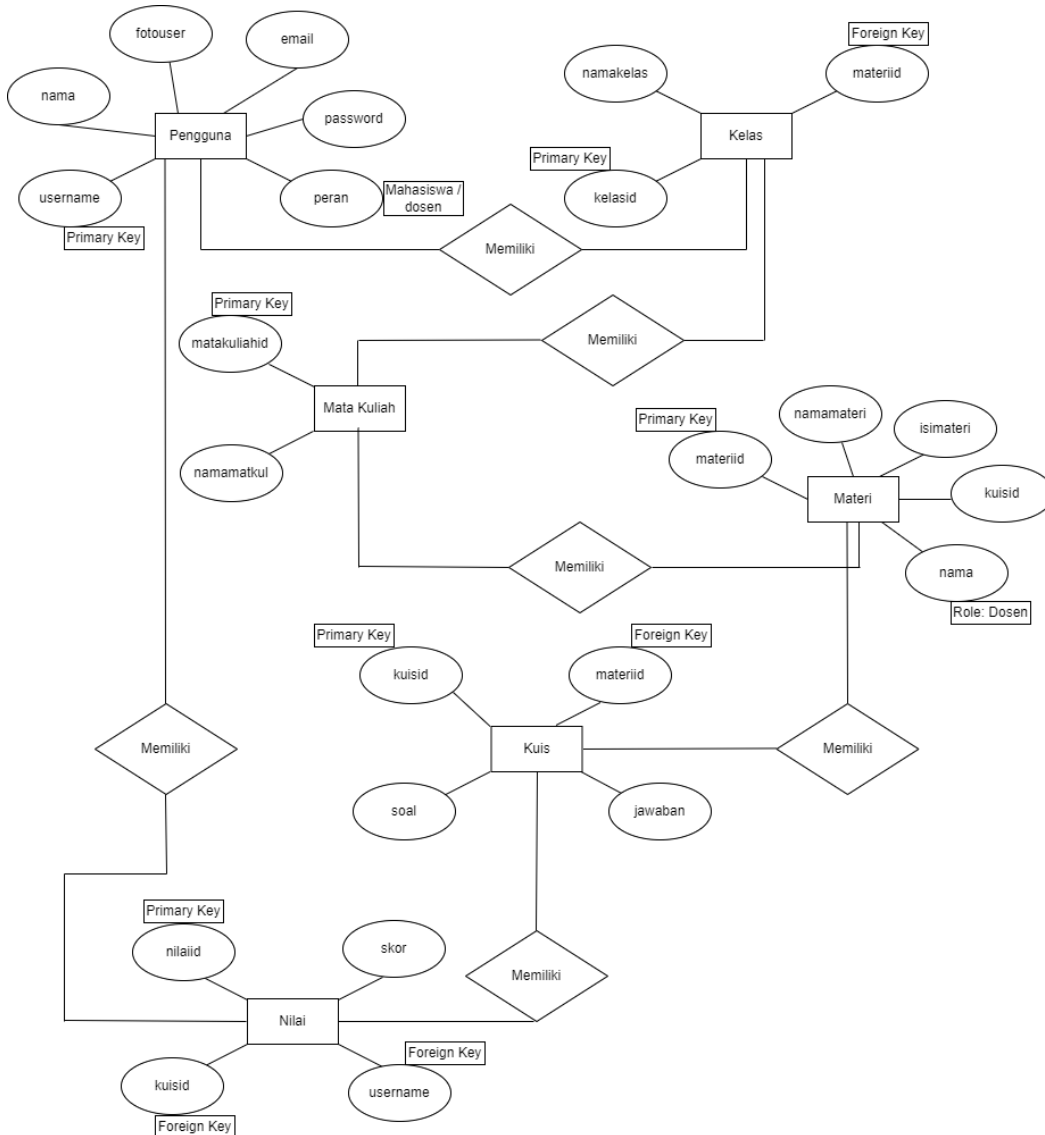 fotouser
email
nama
password
Pengguna
username
Primary Key
peran
Mahasiswa /
dosen
Foreign Key
namakelas
materiid
Kelas
Primary Key
kelasid
Memiliki
Primary Key
matakuliahid
Memiliki
Mata Kuliah
namamatkul
namamateri
Primary Key
isimateri
materiid
kuisid
Materi
nama
Role: Dosen
Memiliki
Primary Key
kuisid
Foreign Key
materiid
Kuis
soal
jawaban
Memiliki
Memiliki
Primary Key
nilaiid
skor
Memiliki
Nilai
kuisid
Foreign Key
Foreign Key
username